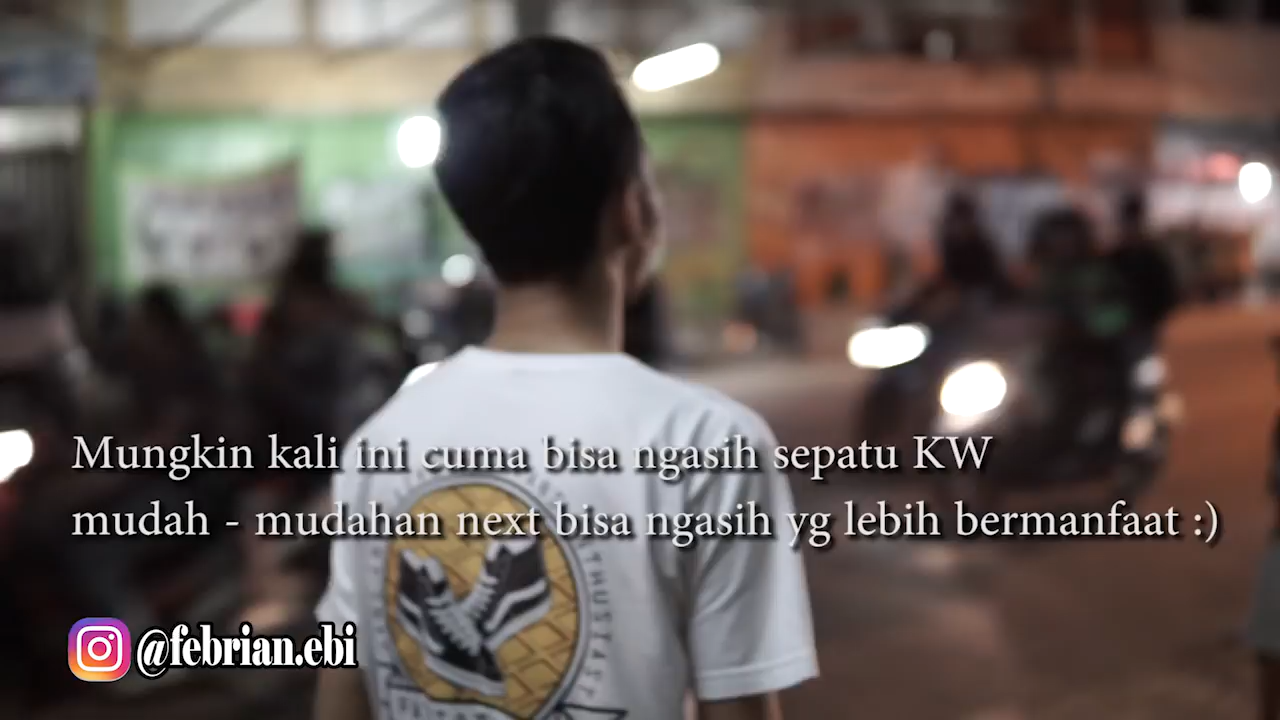 Mungkin kali ini cuma bisa ngasih sepatu KW
mudah - mudahan next bisa ngasih yg lebih bermanfaat :)
@febrian.ebi